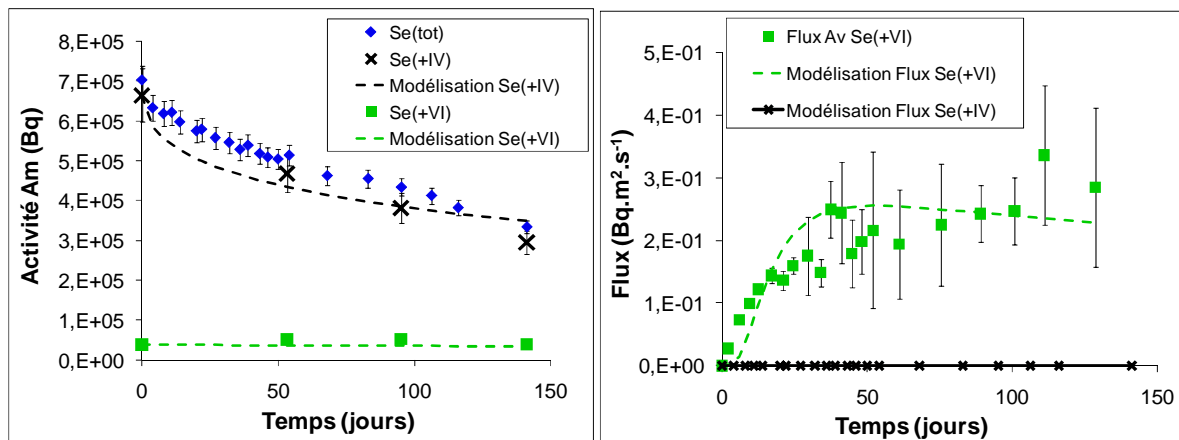 8,E+05
7,E+05
6,E+05
5,E+05
4,E+05
3,E+05
2,E+05
1,E+05
0,E+00
Activité Am (Bq)
0
50
100
150
Temps (jours)
Se(tot)
Se(+IV)
Modélisation Se(+IV)
Se(+VI)
Modélisation Se(+VI)
5,E-01
4,E-01
3,E-01
2,E-01
1,E-01
0,E+00
Flux (Bq.m².s⁻¹)
0
50
100
150
Temps (jours)
Flux Av Se(+VI)
Modélisation Flux Se(+VI)
Modélisation Flux Se(+IV)